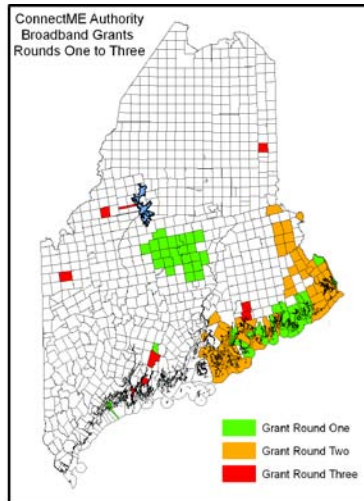 ConnectME Authority
Broadband Grants
Rounds One to Three
Grant Round One
Grant Round Two
Grant Round Three